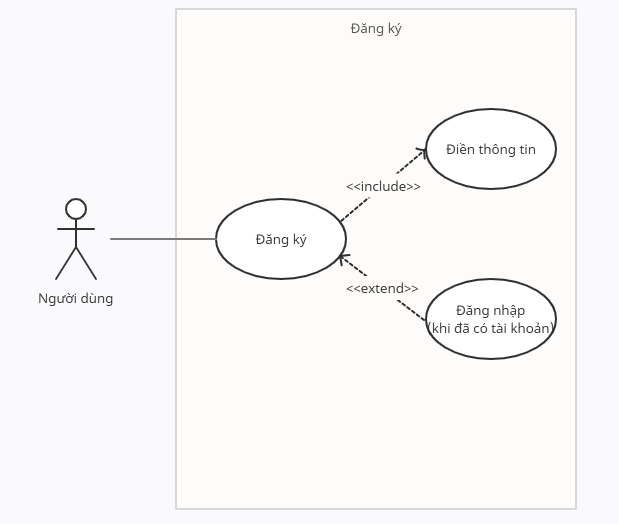 Đăng ký
Điền thông tin
<<include>>
Đăng ký
<<extend>>
Người dùng
Đăng nhập
(khi đã có tài khoản)